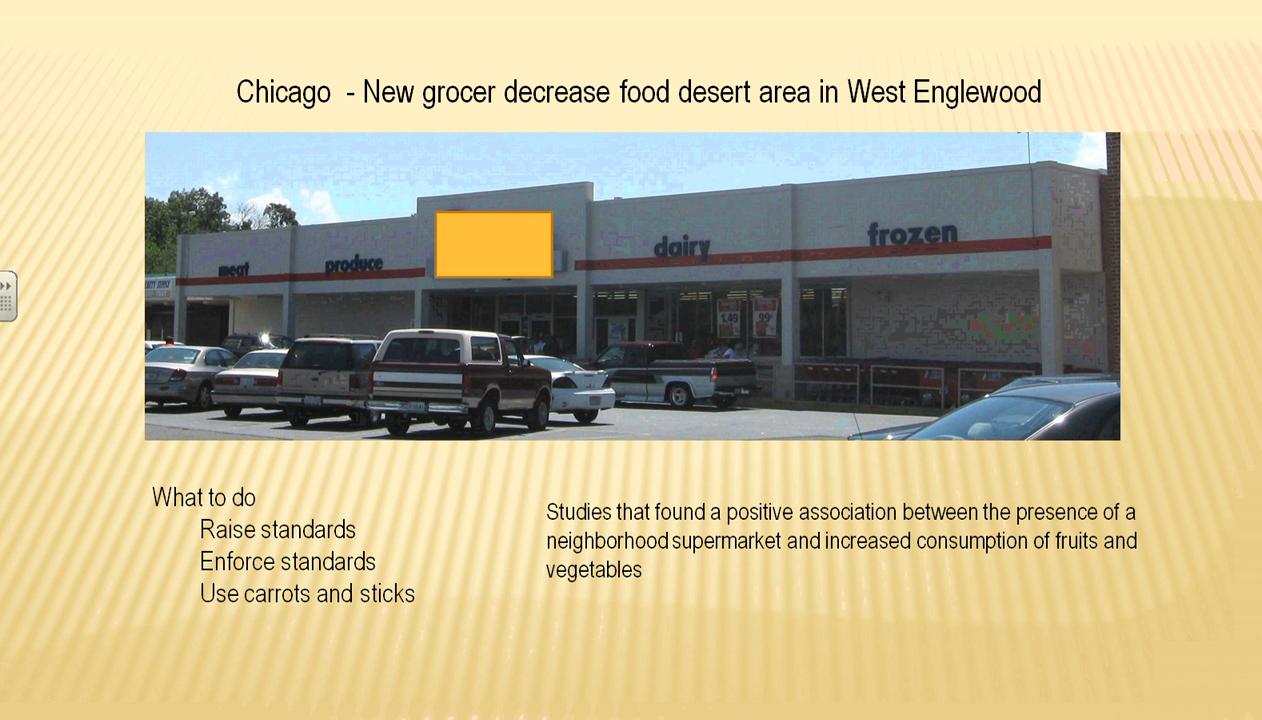 Chicago - New grocer decrease food desert area in West Englewood
meat
produce
dairy
frozen
1.49
99
What to do
Raise standards
Enforce standards
Use carrots and sticks
Studies that found a positive association between the presence of a
neighborhood supermarket and increased consumption of fruits and
vegetables